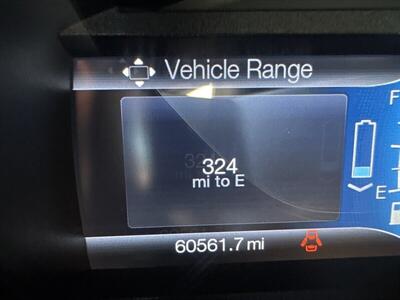 Vehicle Range
F
324
mi to E
E
60561.7 mi